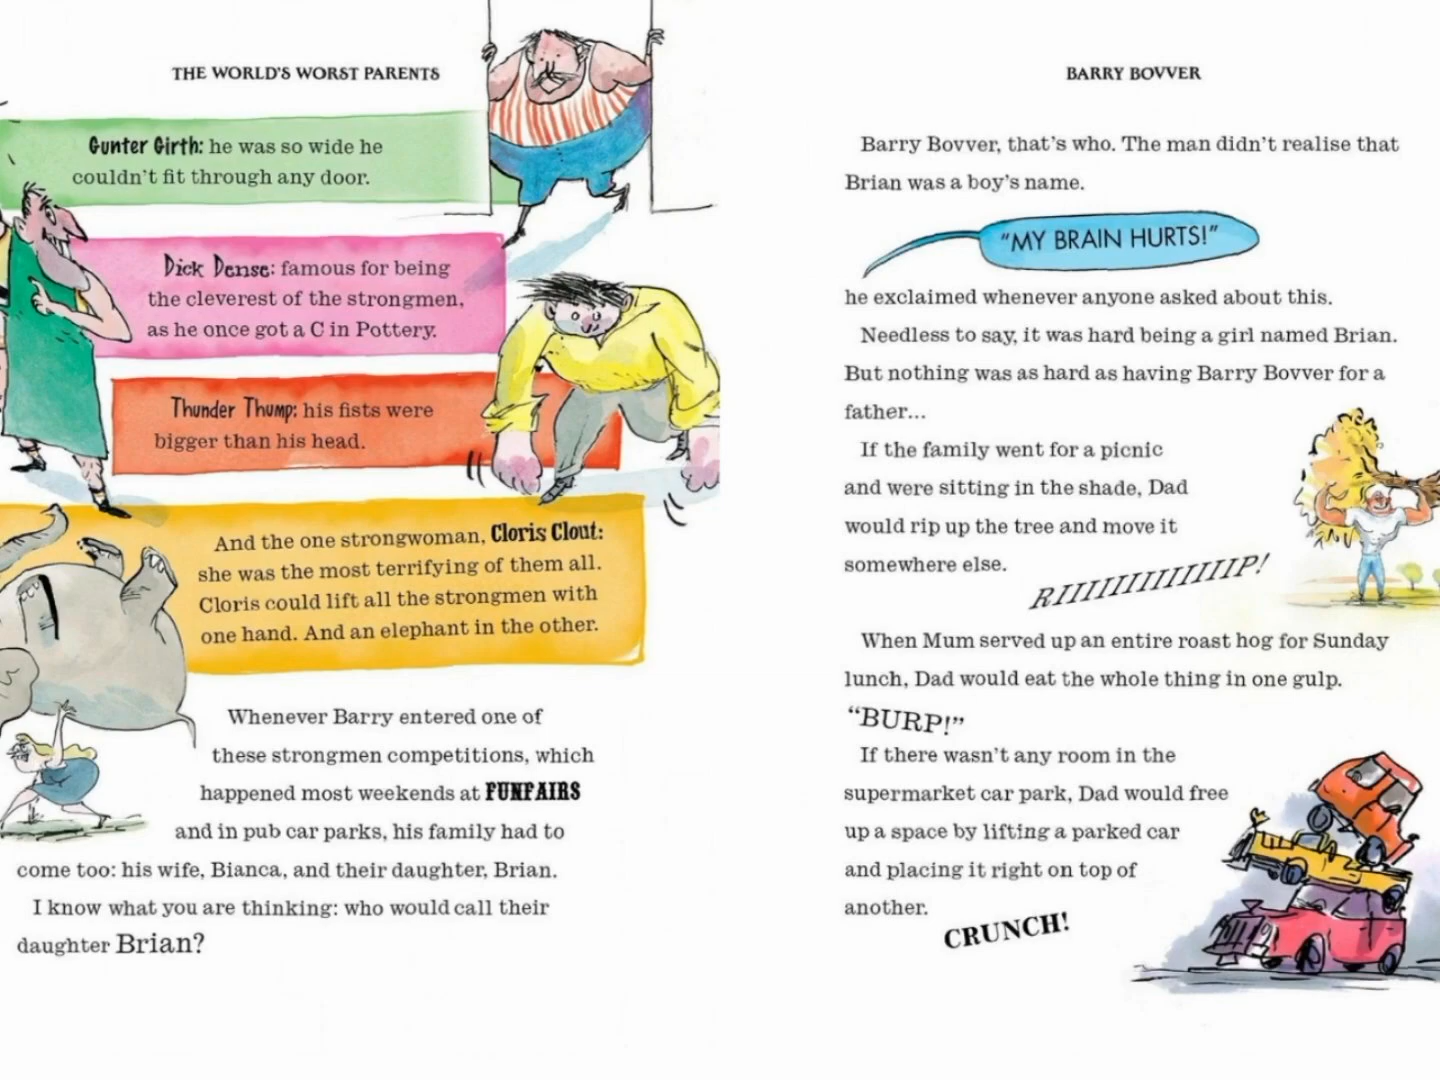 THE WORLD'S WORST PARENTS
Gunter Girth: he was so wide he
couldn't fit through any door.
Dick Dense: famous for being
the cleverest of the strongmen,
as he once got a C in Pottery.
Thunder Thump: his fists were
bigger than his head.
And the one strongwoman, Cloris Clout:
she was the most terrifying of them all.
Cloris could lift all the strongmen with
one hand. And an elephant in the other.
Whenever Barry entered one of
these strongmen competitions, which
happened most weekends at FUNFAIRS
and in pub car parks, his family had to
come too: his wife, Bianca, and their daughter, Brian.
I know what you are thinking: who would call their
daughter Brian?
BARRY BOVVER
Barry Bovver, that's who. The man didn't realise that
Brian was a boy's name.
"MY BRAIN HURTS!"
he exclaimed whenever anyone asked about this.
Needless to say, it was hard being a girl named Brian.
But nothing was as hard as having Barry Bovver for a
father...
If the family went for a picnic
and were sitting in the shade, Dad
would rip up the tree and move it
somewhere else.
RIIIIIIIIIIIIP!
When Mum served up an entire roast hog for Sunday
lunch, Dad would eat the whole thing in one gulp.
"BURP!"
If there wasn't any room in the
supermarket car park, Dad would free
up a space by lifting a parked car
and placing it right on top of
another.
CRUNCH!